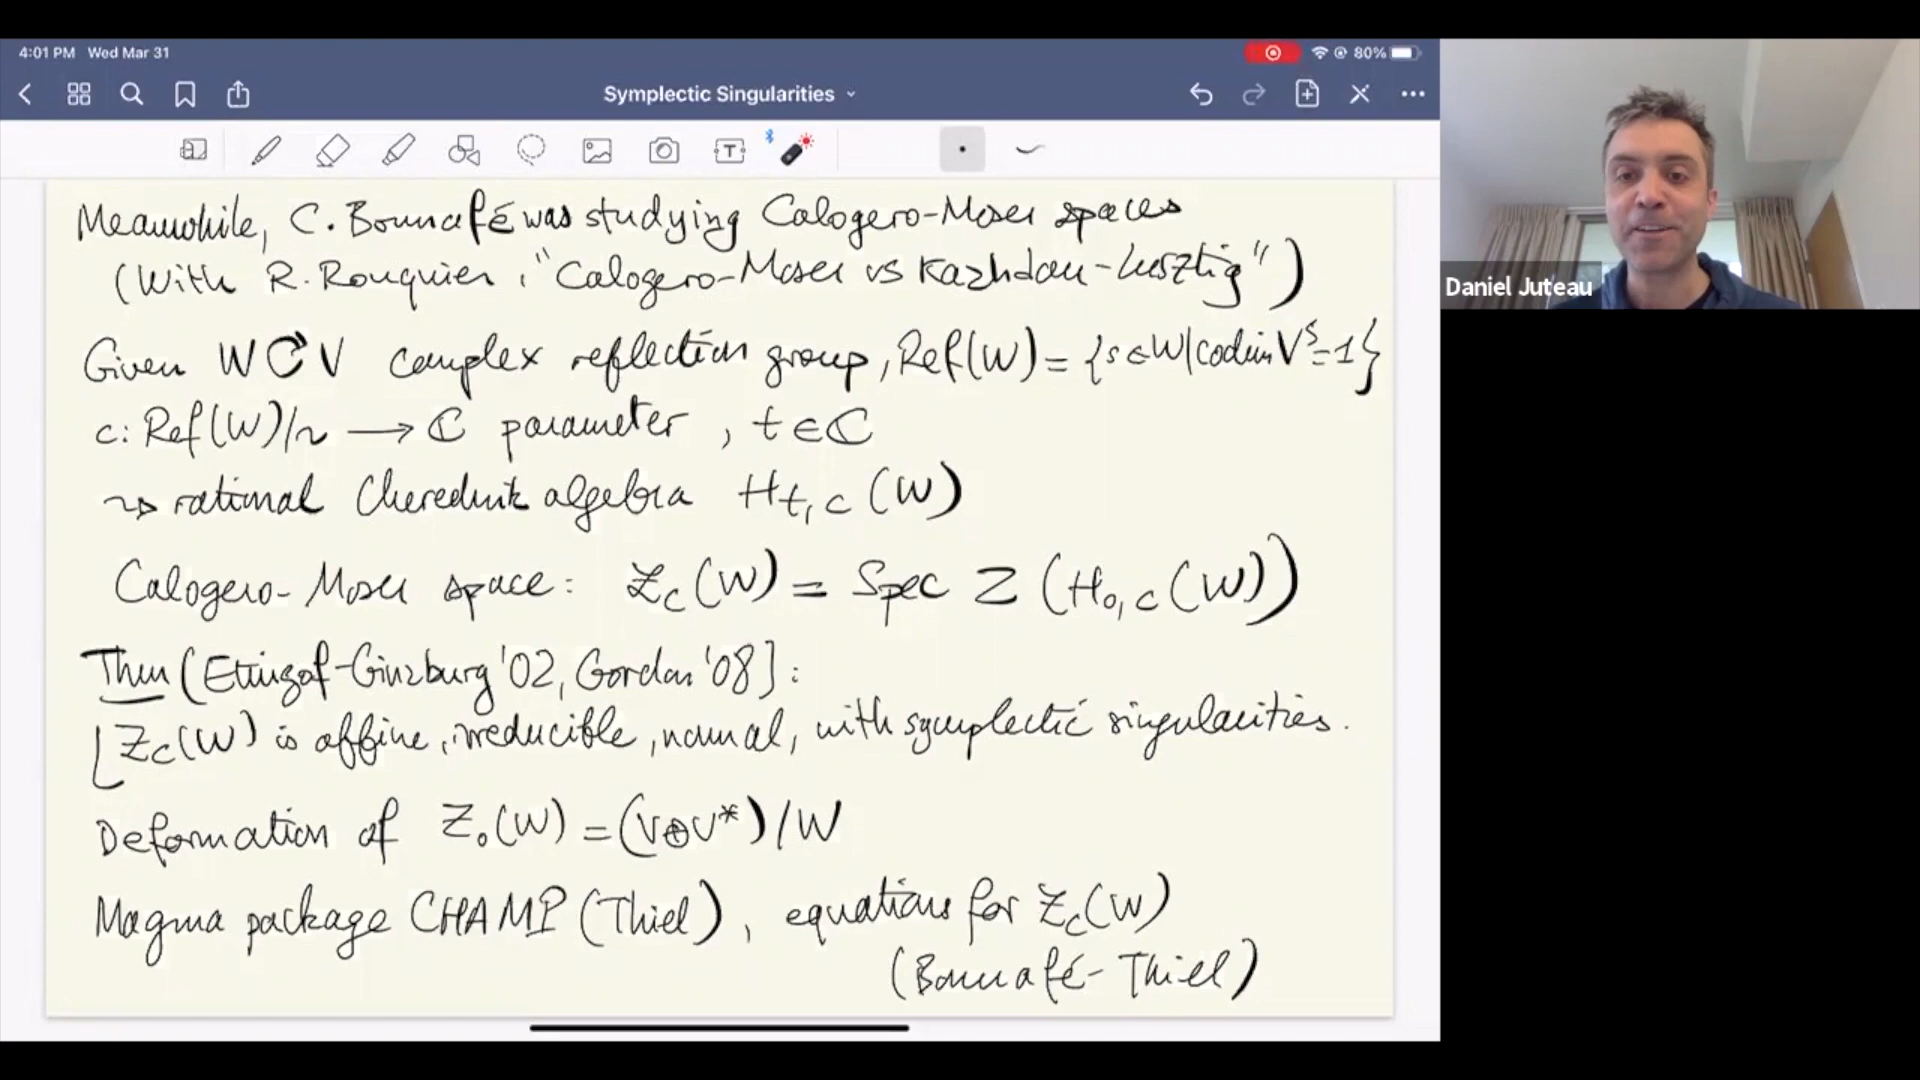 4:01 PM Wed Mar 31
80%
Symplectic Singularities
Meanwhile, C. Bonnafé was studying Calogero-Moser spaces
(With R. Rouquier, "Calogero-Moser vs Kazhdan-Lusztig")
Given W ⟳ V complex reflection group, Ref(W) = {s ∈ W | codim V^s = 1}
c: Ref(W)/~ ⟶ ℂ parameter, t ∈ ℂ
⇝ rational Cherednik algebra H_{t,c}(W)
Calogero-Moser space: Z_c(W) = Spec Z(H_{0,c}(W))
Thm (Etingof-Ginzburg '02, Gordon '08]:
Z_c(W) is affine, irreducible, normal, with symplectic singularities.
Deformation of Z_0(W) = (V⊕V*)/W
Magma package CHAMP (Thiel), equations for Z_c(W)
(Bonnafé-Thiel)
Daniel Juteau